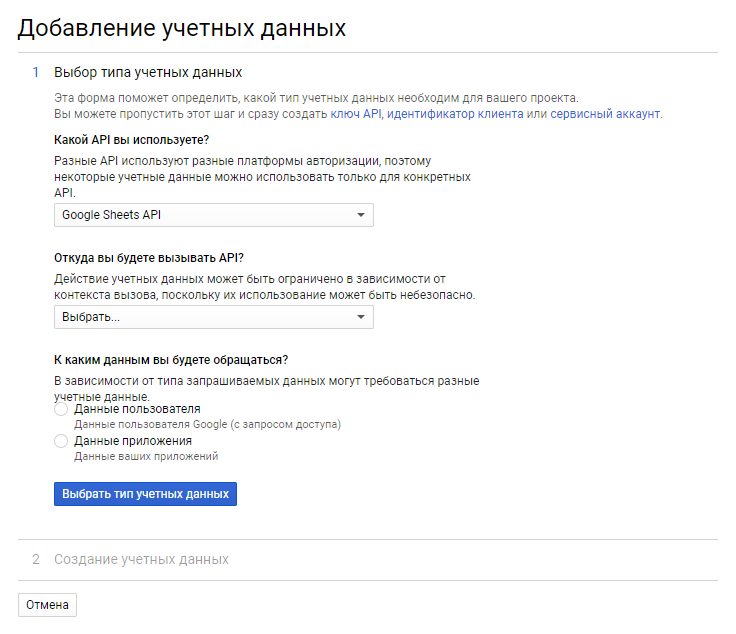 Добавление учетных данных
1 Выбор типа учетных данных
Эта форма поможет определить, какой тип учетных данных необходим для вашего проекта.
Вы можете пропустить этот шаг и сразу создать ключ API, идентификатор клиента или сервисный аккаунт.
Какой API вы используете?
Разные API используют разные платформы авторизации, поэтому
некоторые учетные данные можно использовать только для конкретных
API.
Google Sheets API
Откуда вы будете вызывать API?
Действие учетных данных может быть ограничено в зависимости от
контекста вызова, поскольку их использование может быть небезопасно.
Выбрать...
К каким данным вы будете обращаться?
В зависимости от типа запрашиваемых данных могут требоваться разные
учетные данные.
Данные пользователя
Данные пользователя Google (с запросом доступа)
Данные приложения
Данные ваших приложений
Выбрать тип учетных данных
2 Создание учетных данных
Отмена